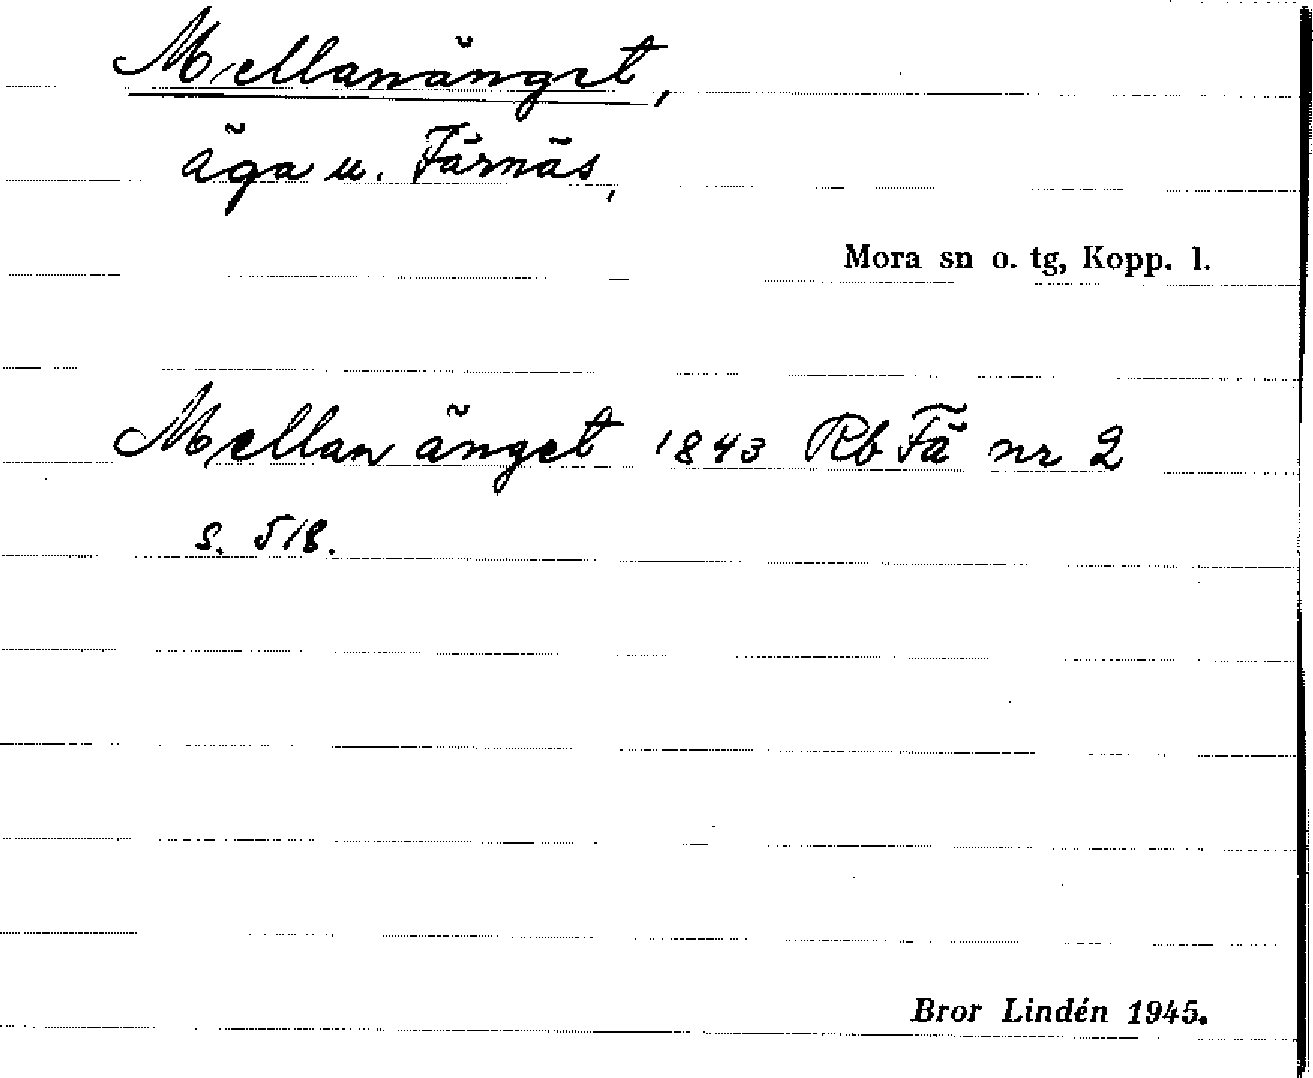 Mellanänget,
äga u. Färnäs,
Mora sn o. tg, Kopp. l.
Mellan änget 1843 Rb Fä nr 2
s. 518.
Bror Lindén 1945.